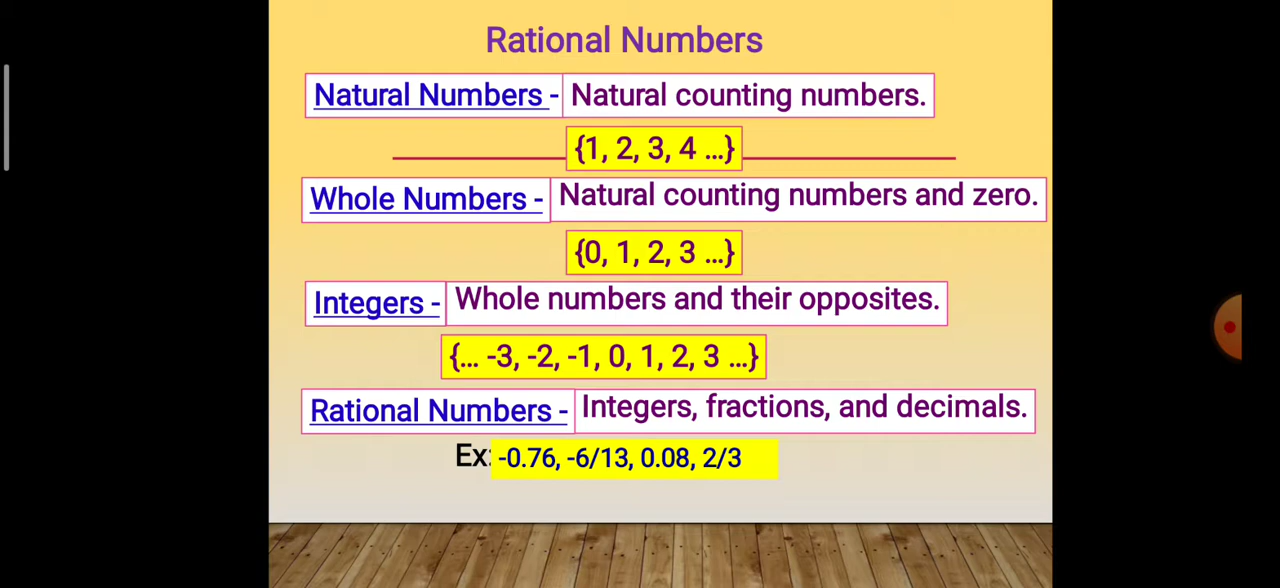 Rational Numbers
Natural Numbers - Natural counting numbers.
{1, 2, 3, 4 ...}
Whole Numbers - Natural counting numbers and zero.
{0, 1, 2, 3 ...}
Integers - Whole numbers and their opposites.
{... -3, -2, -1, 0, 1, 2, 3 ...}
Rational Numbers - Integers, fractions, and decimals.
Ex: -0.76, -6/13, 0.08, 2/3